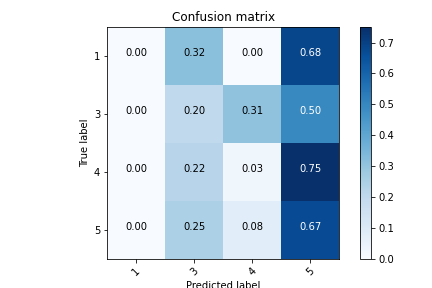 Confusion matrix
True label
1 0.00 0.32 0.00 0.68
3 0.00 0.20 0.31 0.50
4 0.00 0.22 0.03 0.75
5 0.00 0.25 0.08 0.67
1 3 4 5
Predicted label
0.7
0.6
0.5
0.4
0.3
0.2
0.1
0.0